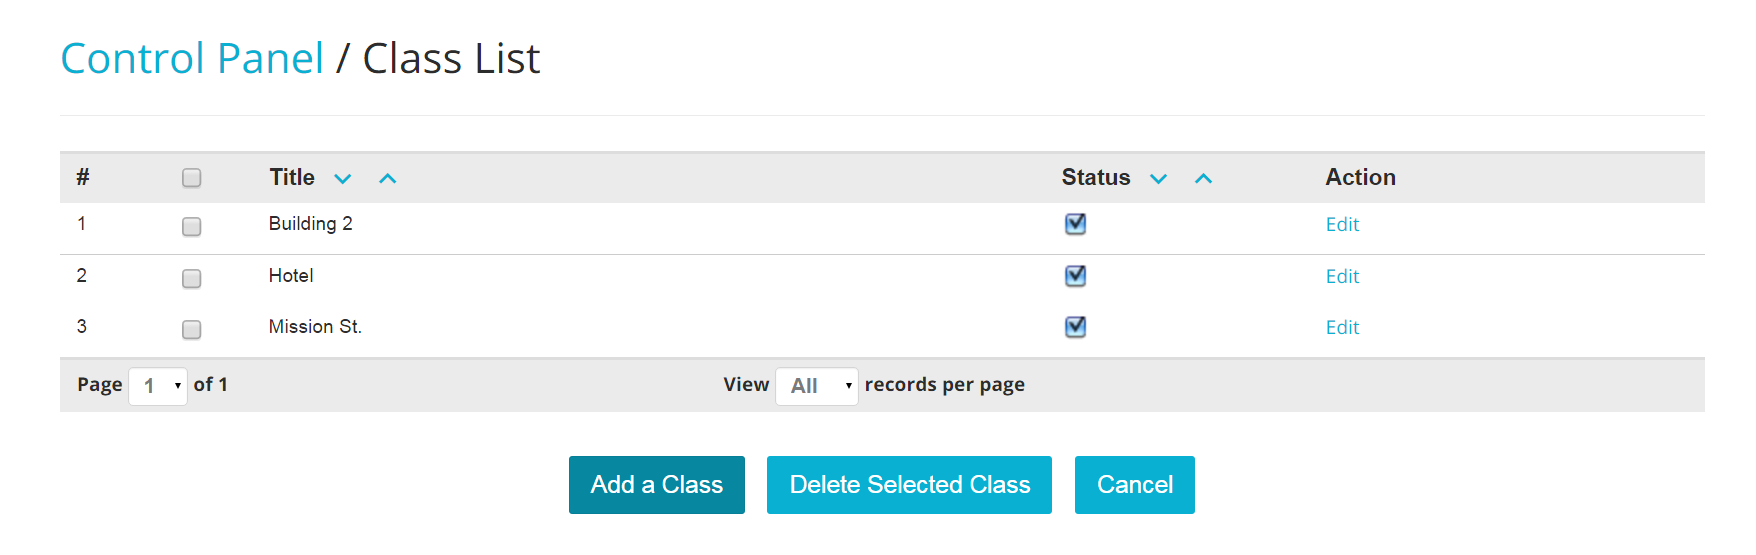 Control Panel / Class List
# Title Status Action
1 Building 2 Edit
2 Hotel Edit
3 Mission St. Edit
Page 1 of 1 View All records per page
Add a Class Delete Selected Class Cancel